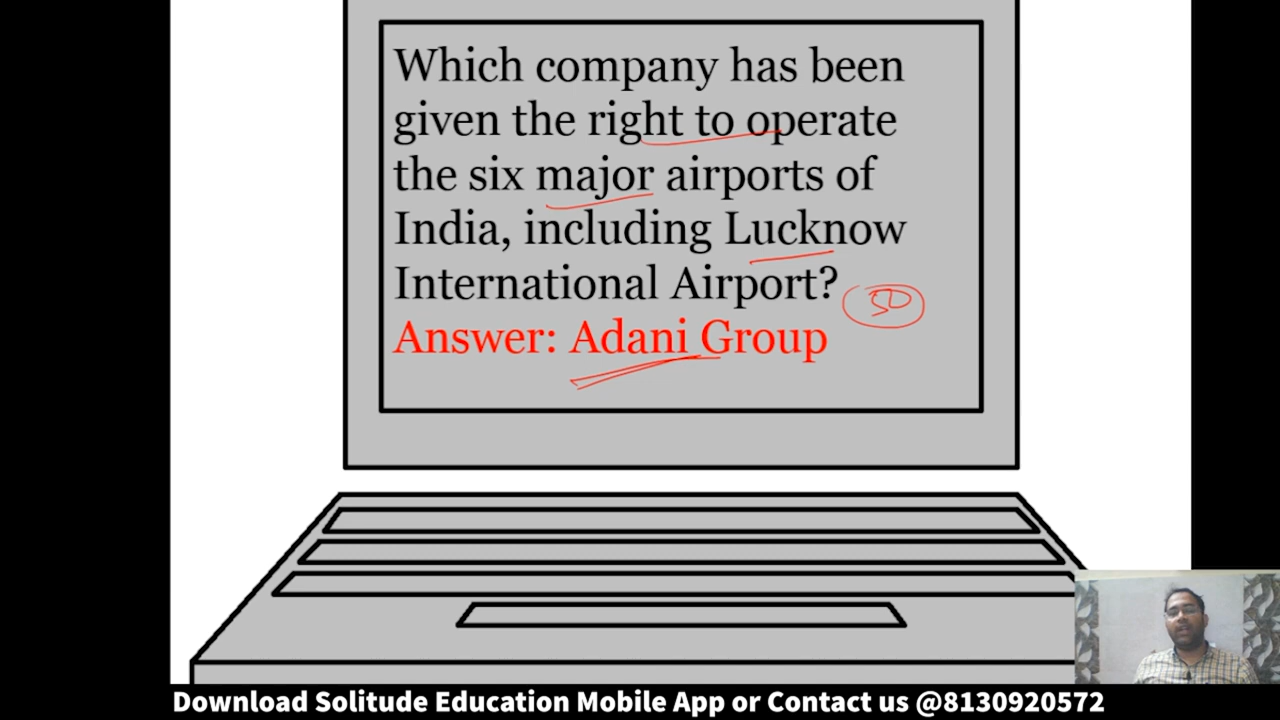 Which company has been
given the right to operate
the six major airports of
India, including Lucknow
International Airport?
Answer: Adani Group
Download Solitude Education Mobile App or Contact us @8130920572